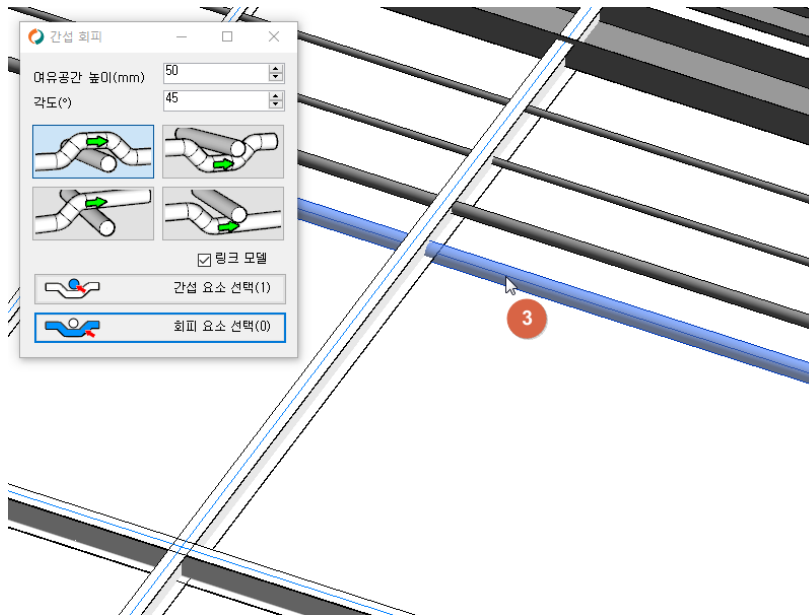 간섭 회피
여유공간 높이(mm) 50
각도(°) 45
링크 모델
간섭 요소 선택(1)
회피 요소 선택(0)
3